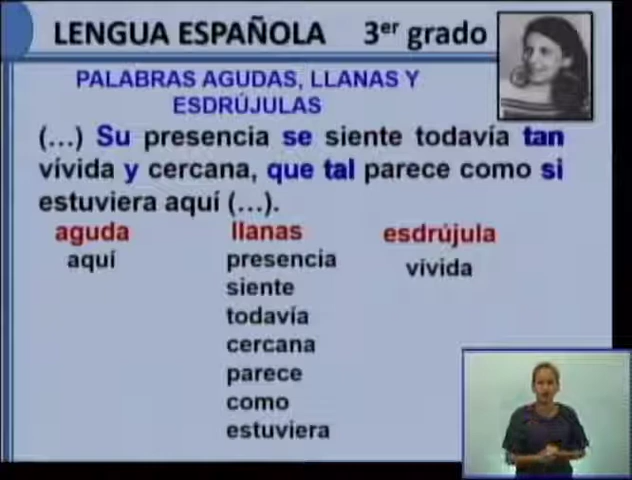 LENGUA ESPAÑOLA 3er grado
PALABRAS AGUDAS, LLANAS Y
ESDRÚJULAS
(...) Su presencia se siente todavía tan
vívida y cercana, que tal parece como si
estuviera aquí (...).
aguda llanas esdrújula
aquí presencia vívida
siente
todavía
cercana
parece
como
estuviera